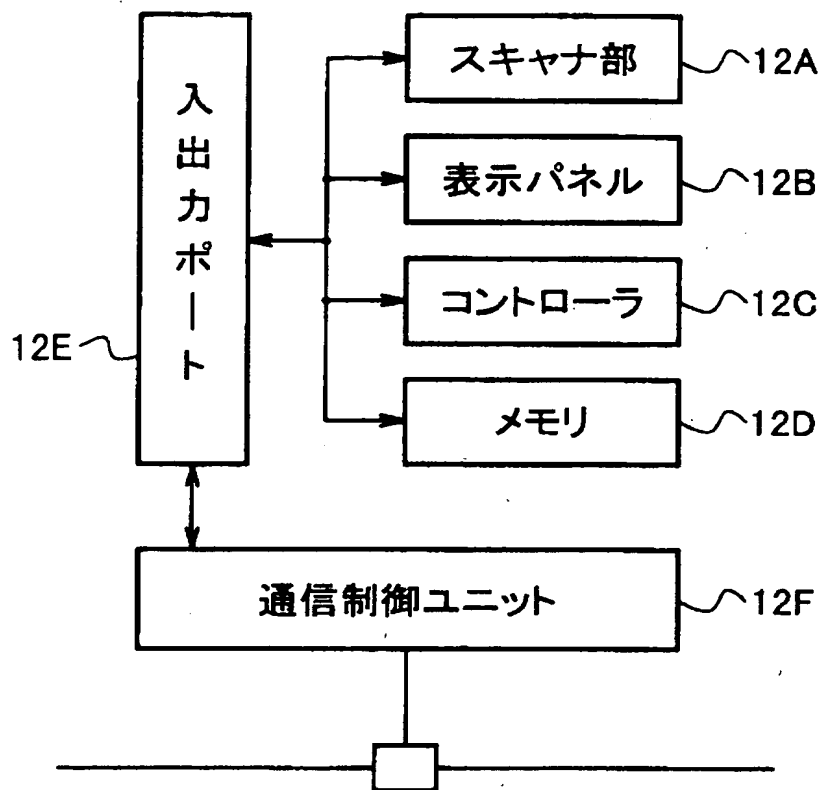 スキャナ部
12A
表示パネル
12B
コントローラ
12C
メモリ
12D
入出力ポート
12E
通信制御ユニット
12F